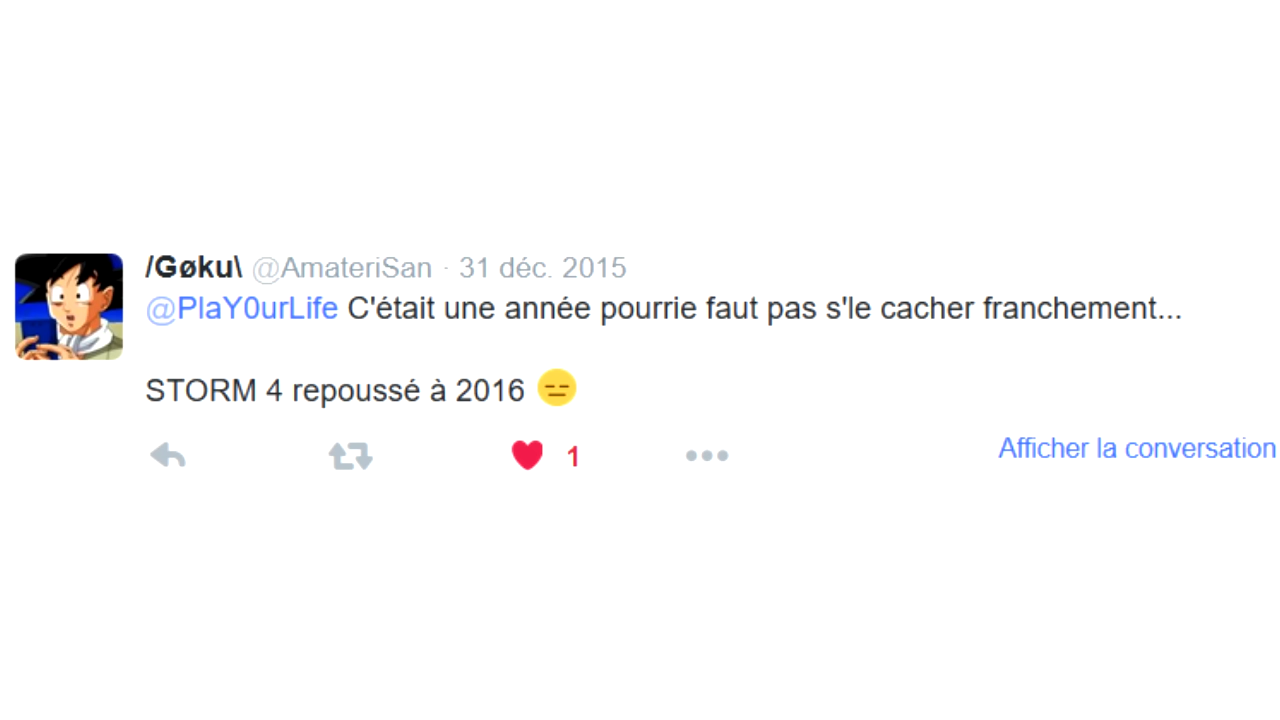 /Gøku\ @AmateriSan · 31 déc. 2015
@PlaY0urLife C'était une année pourrie faut pas s'le cacher franchement...
STORM 4 repoussé à 2016 😑
1
Afficher la conversation